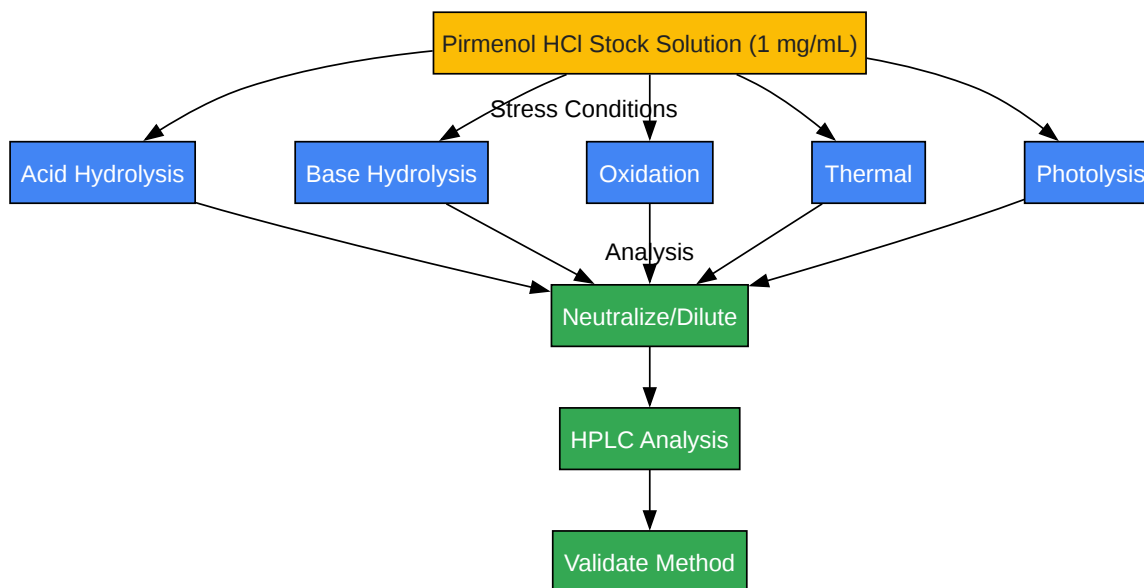 Pirmenol HCl Stock Solution (1 mg/mL)
Stress Conditions
Acid Hydrolysis
Base Hydrolysis
Oxidation
Thermal
Photolysis
Analysis
Neutralize/Dilute
HPLC Analysis
Validate Method